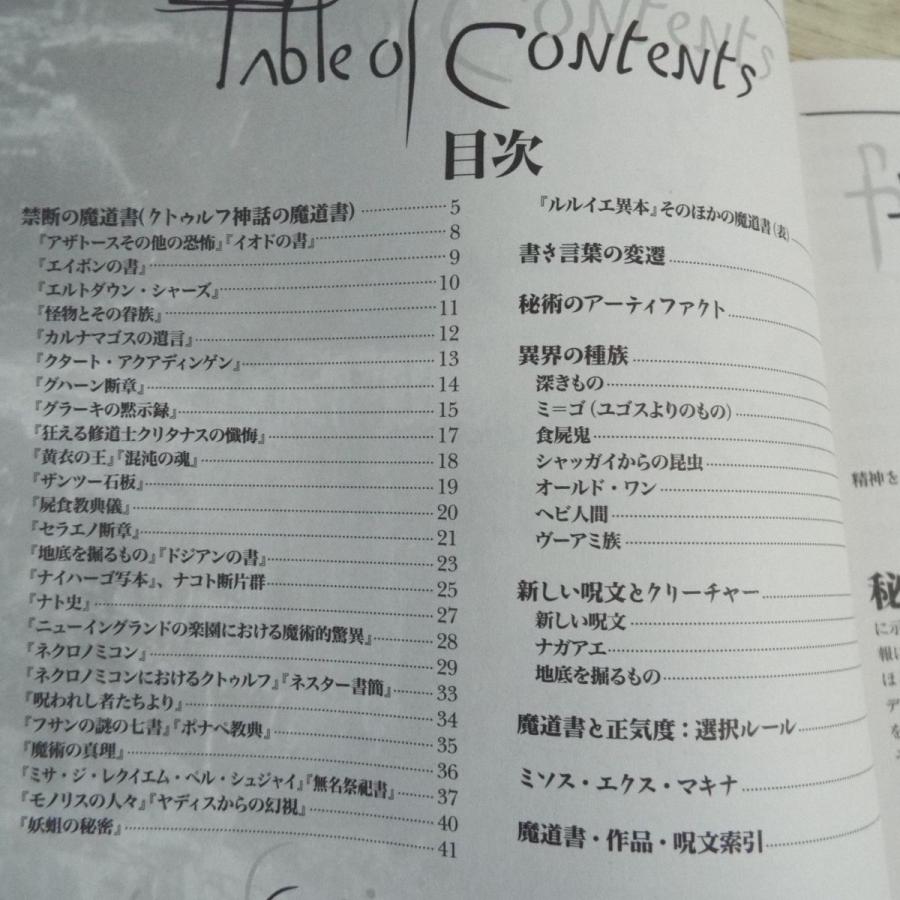 Table of Contents
目次
禁断の魔道書(クトゥルフ神話の魔道書) 5
『アザトースその他の恐怖』『イオドの書』 8
『エイボンの書』 9
『エルトダウン・シャーズ』 10
『怪物とその眷族』 11
『カルナマゴスの遺言』 12
『クタート・アクアディンゲン』 13
『グハーン断章』 14
『グラーキの黙示録』 15
『狂える修道士クリタナスの懺悔』 17
『黄衣の王』『混沌の魂』 18
『ザンツー石板』 19
『屍食教典儀』 20
『セラエノ断章』 21
『地底を掘るもの』『ドジアンの書』 23
『ナイハーゴ写本』、ナコト断片群 25
『ナト史』 27
『ニューイングランドの楽園における魔術的驚異』 28
『ネクロノミコン』 29
『ネクロノミコンにおけるクトゥルフ』『ネスター書簡』 33
『呪われし者たちより』 34
『フサンの謎の七書』『ポナペ教典』 35
『魔術の真理』 36
『ミサ・ジ・レクイエム・ペル・シュジャイ』『無名祭祀書』 37
『モノリスの人々』『ヤディスからの幻視』 40
『妖蛆の秘密』 41
『ルルイエ異本』そのほかの魔道書(表)
書き言葉の変遷
秘術のアーティファクト
異界の種族
深きもの
ミ=ゴ(ユゴスよりのもの)
食屍鬼
シャッガイからの昆虫
オールド・ワン
ヘビ人間
ヴーアミ族
新しい呪文とクリーチャー
新しい呪文
ナガアエ
地底を掘るもの
魔道書と正気度：選択ルール
ミソス・エクス・マキナ
魔道書・作品・呪文索引
精神を
秘
に示
報に
は
デ
を